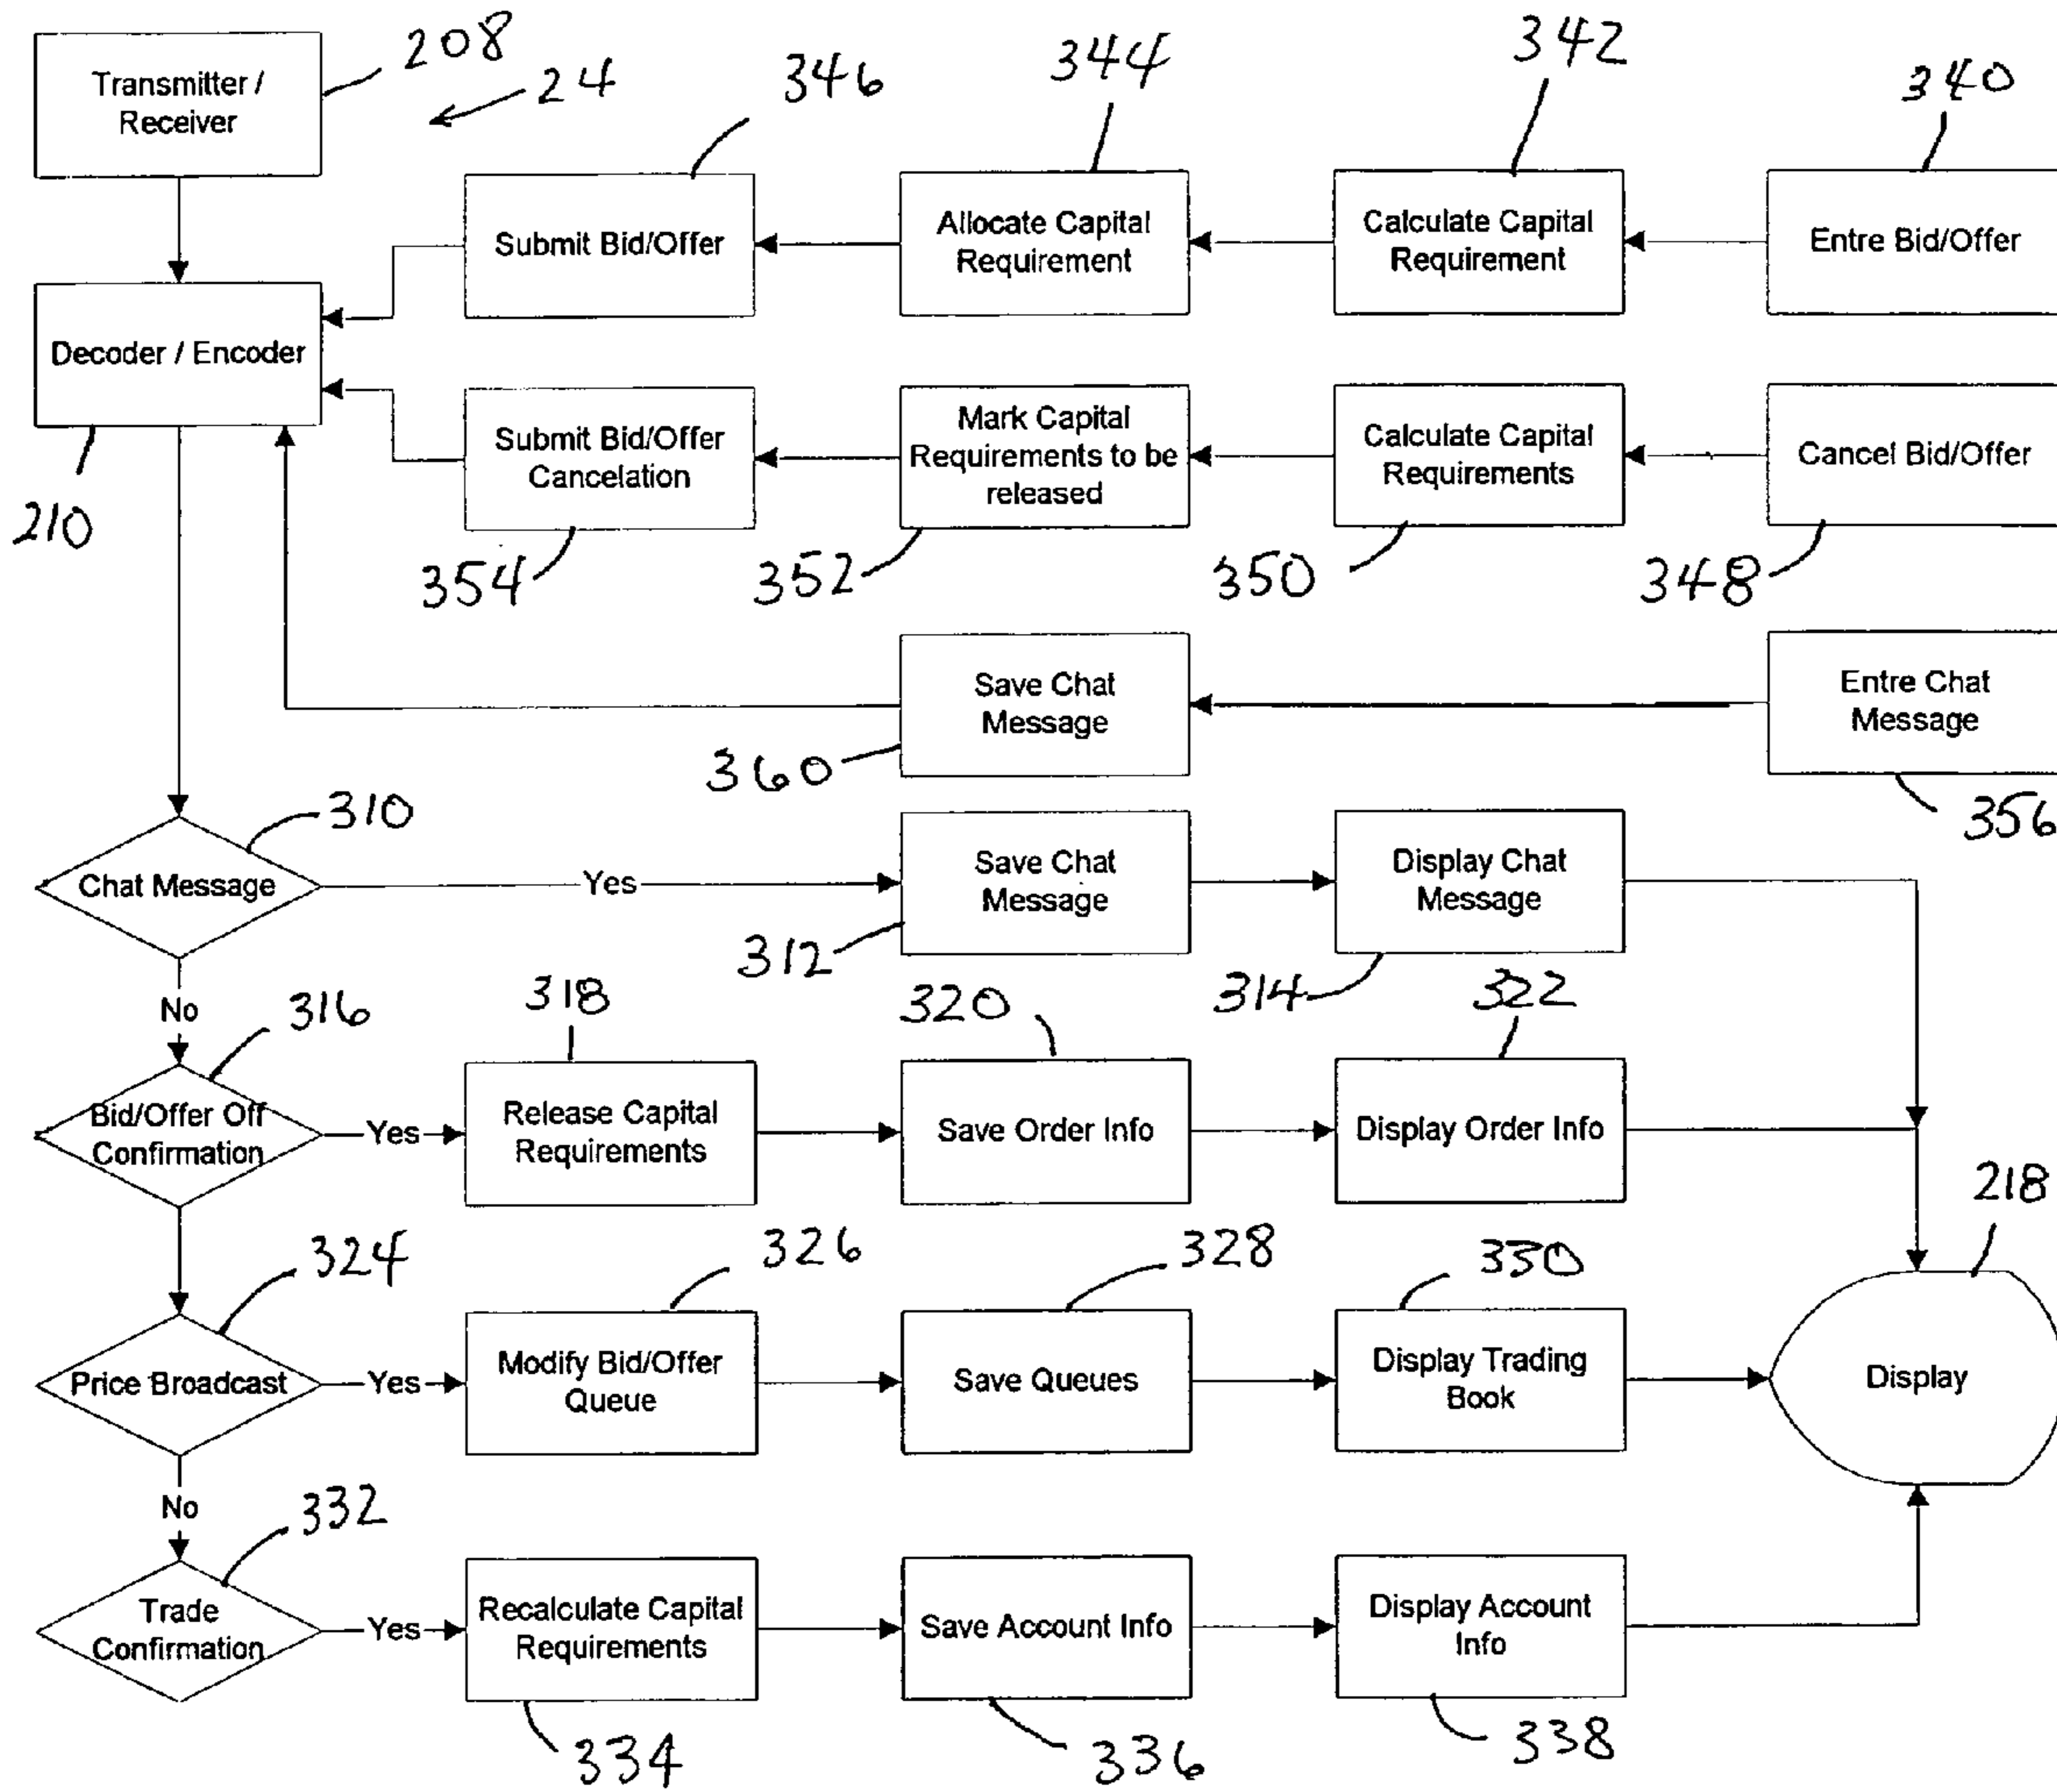 208
Transmitter /
Receiver
24
346
344
342
340
Submit Bid/Offer
Allocate Capital
Requirement
Calculate Capital
Requirement
Entre Bid/Offer
Decoder / Encoder
210
Submit Bid/Offer
Cancelation
Mark Capital
Requirements to be
released
Calculate Capital
Requirements
Cancel Bid/Offer
354
352
350
348
Save Chat
Message
Entre Chat
Message
360
356
310
Chat Message
Yes
Save Chat
Message
Display Chat
Message
312
314
No
316
318
320
322
Bid/Offer Off
Confirmation
Yes
Release Capital
Requirements
Save Order Info
Display Order Info
218
324
326
328
330
Price Broadcast
Yes
Modify Bid/Offer
Queue
Save Queues
Display Trading
Book
Display
No
332
Trade
Confirmation
Yes
Recalculate Capital
Requirements
Save Account Info
Display Account
Info
334
336
338